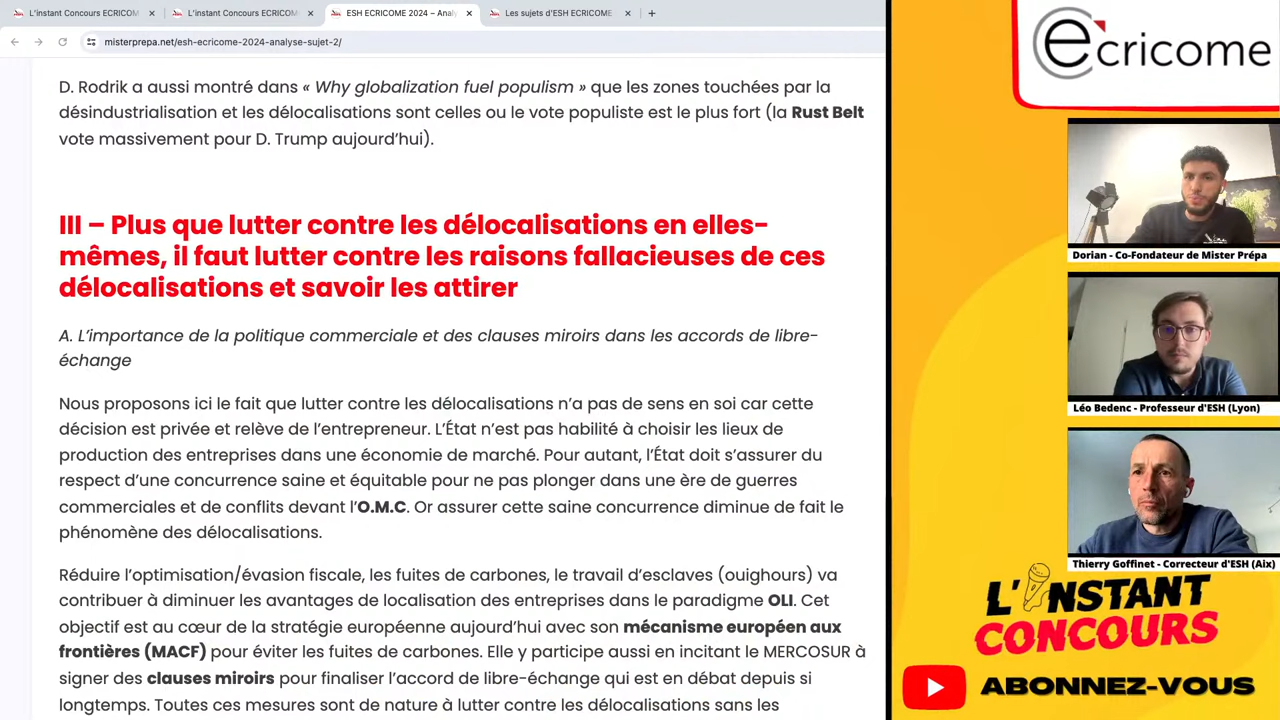 L'instant Concours ECRICOM
L'instant Concours ECRICOM
ESH ECRICOME 2024 – Analy
Les sujets d'ESH ECRICOME
misterprepa.net/esh-ecricome-2024-analyse-sujet-2/
D. Rodrik a aussi montré dans « Why globalization fuel populism » que les zones touchées par la
désindustrialisation et les délocalisations sont celles ou le vote populiste est le plus fort (la Rust Belt
vote massivement pour D. Trump aujourd'hui).
III – Plus que lutter contre les délocalisations en elles-
mêmes, il faut lutter contre les raisons fallacieuses de ces
délocalisations et savoir les attirer
A. L'importance de la politique commerciale et des clauses miroirs dans les accords de libre-
échange
Nous proposons ici le fait que lutter contre les délocalisations n'a pas de sens en soi car cette
décision est privée et relève de l'entrepreneur. L'État n'est pas habilité à choisir les lieux de
production des entreprises dans une économie de marché. Pour autant, l'État doit s'assurer du
respect d'une concurrence saine et équitable pour ne pas plonger dans une ère de guerres
commerciales et de conflits devant l'O.M.C. Or assurer cette saine concurrence diminue de fait le
phénomène des délocalisations.
Réduire l'optimisation/évasion fiscale, les fuites de carbones, le travail d'esclaves (ouighours) va
contribuer à diminuer les avantages de localisation des entreprises dans le paradigme OLI. Cet
objectif est au cœur de la stratégie européenne aujourd'hui avec son mécanisme européen aux
frontières (MACF) pour éviter les fuites de carbones. Elle y participe aussi en incitant le MERCOSUR à
signer des clauses miroirs pour finaliser l'accord de libre-échange qui est en débat depuis si
longtemps. Toutes ces mesures sont de nature à lutter contre les délocalisations sans les
ecricome
Dorian - Co-Fondateur de Mister Prépa
Léo Bedenc - Professeur d'ESH (Lyon)
Thierry Goffinet - Correcteur d'ESH (Aix)
L'INSTANT
CONCOURS
ABONNEZ-VOUS